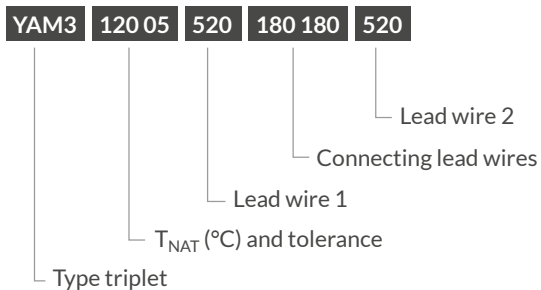 YAM3 120 05 520 180 180 520
Lead wire 2
Connecting lead wires
Lead wire 1
TNAT (°C) and tolerance
Type triplet